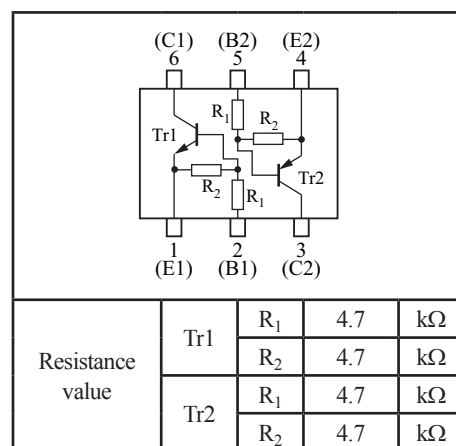 (C1) (B2) (E2)
6 5 4
R1
R2
Tr1
Tr2
R2
R1
1 2 3
(E1) (B1) (C2)
Resistance value
Tr1 R1 4.7 kΩ
R2 4.7 kΩ
Tr2 R1 4.7 kΩ
R2 4.7 kΩ